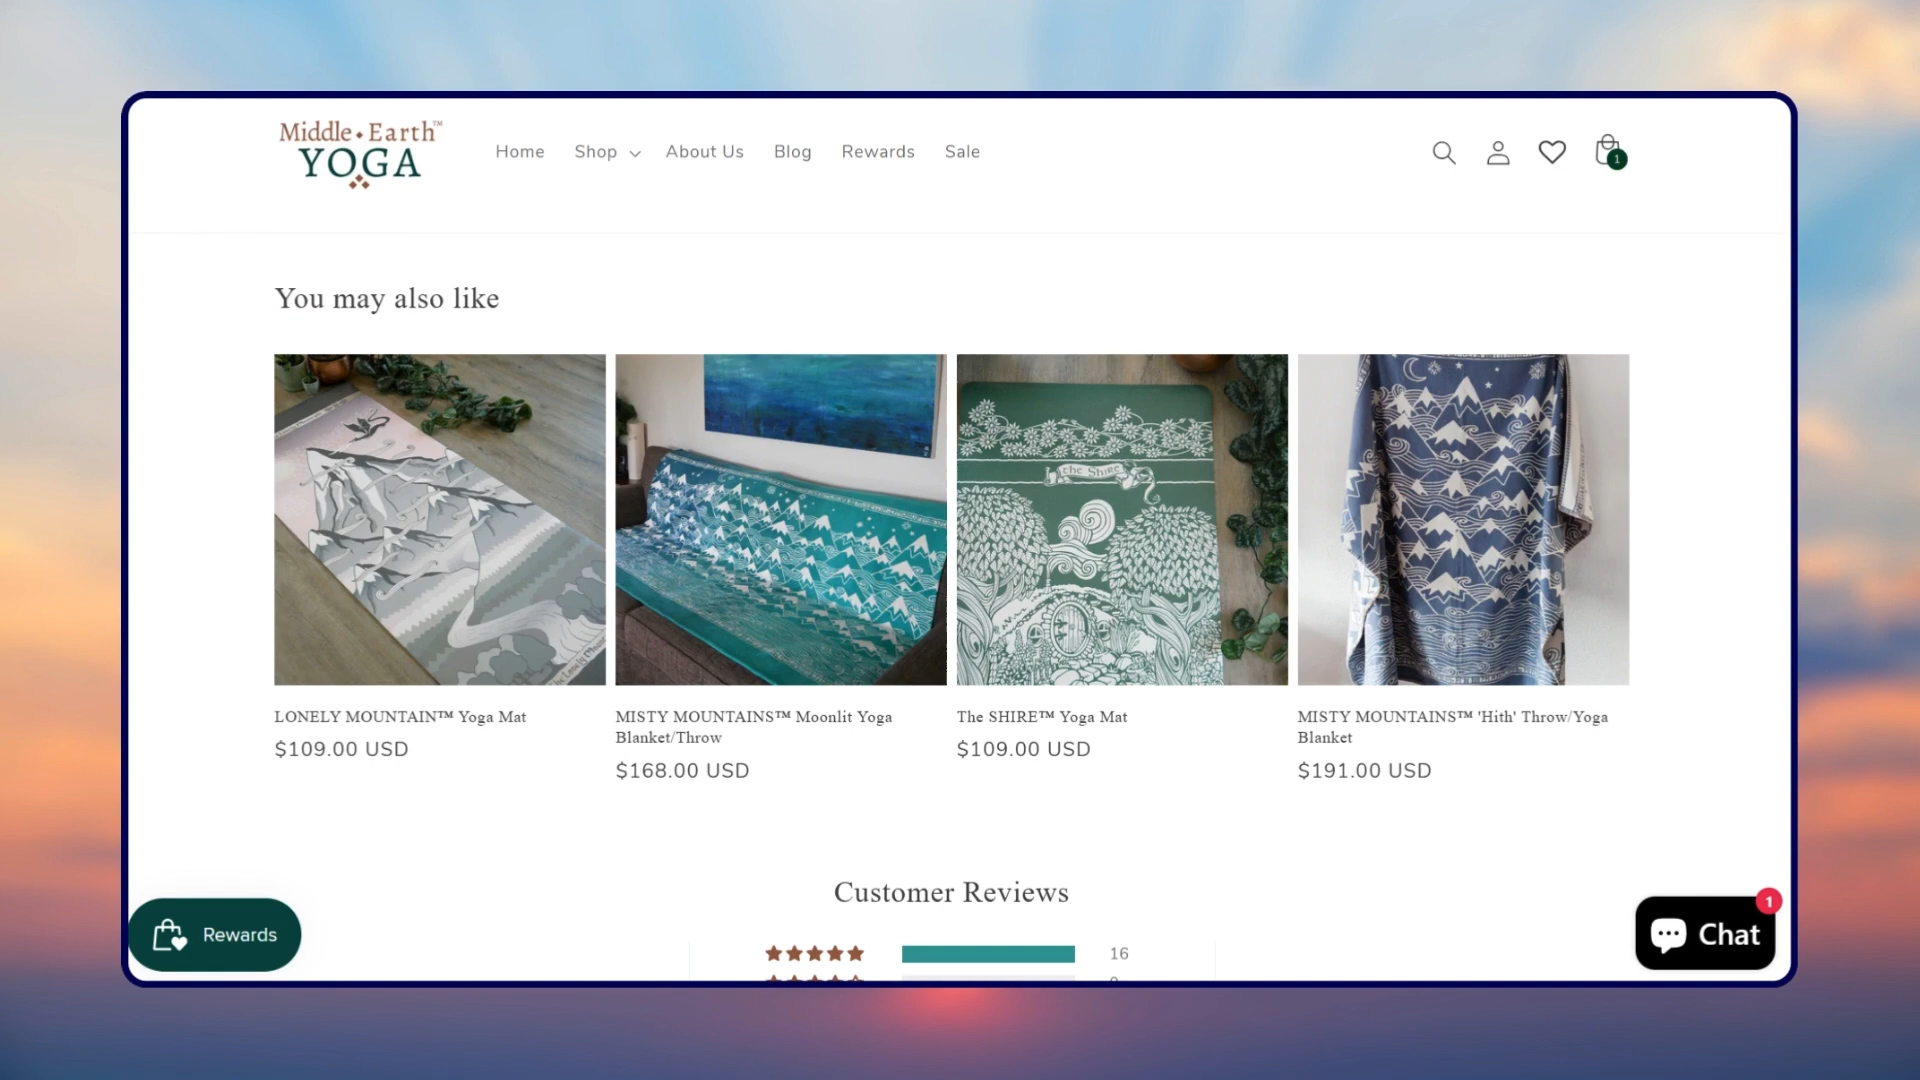 Middle • Earth™
YOGA
Home
Shop
About Us
Blog
Rewards
Sale
1
You may also like
the Shire
LONELY MOUNTAIN™ Yoga Mat
$109.00 USD
MISTY MOUNTAINS™ Moonlit Yoga
Blanket/Throw
$168.00 USD
The SHIRE™ Yoga Mat
$109.00 USD
MISTY MOUNTAINS™ 'Hith' Throw/Yoga
Blanket
$191.00 USD
Customer Reviews
16
Rewards
Chat
1